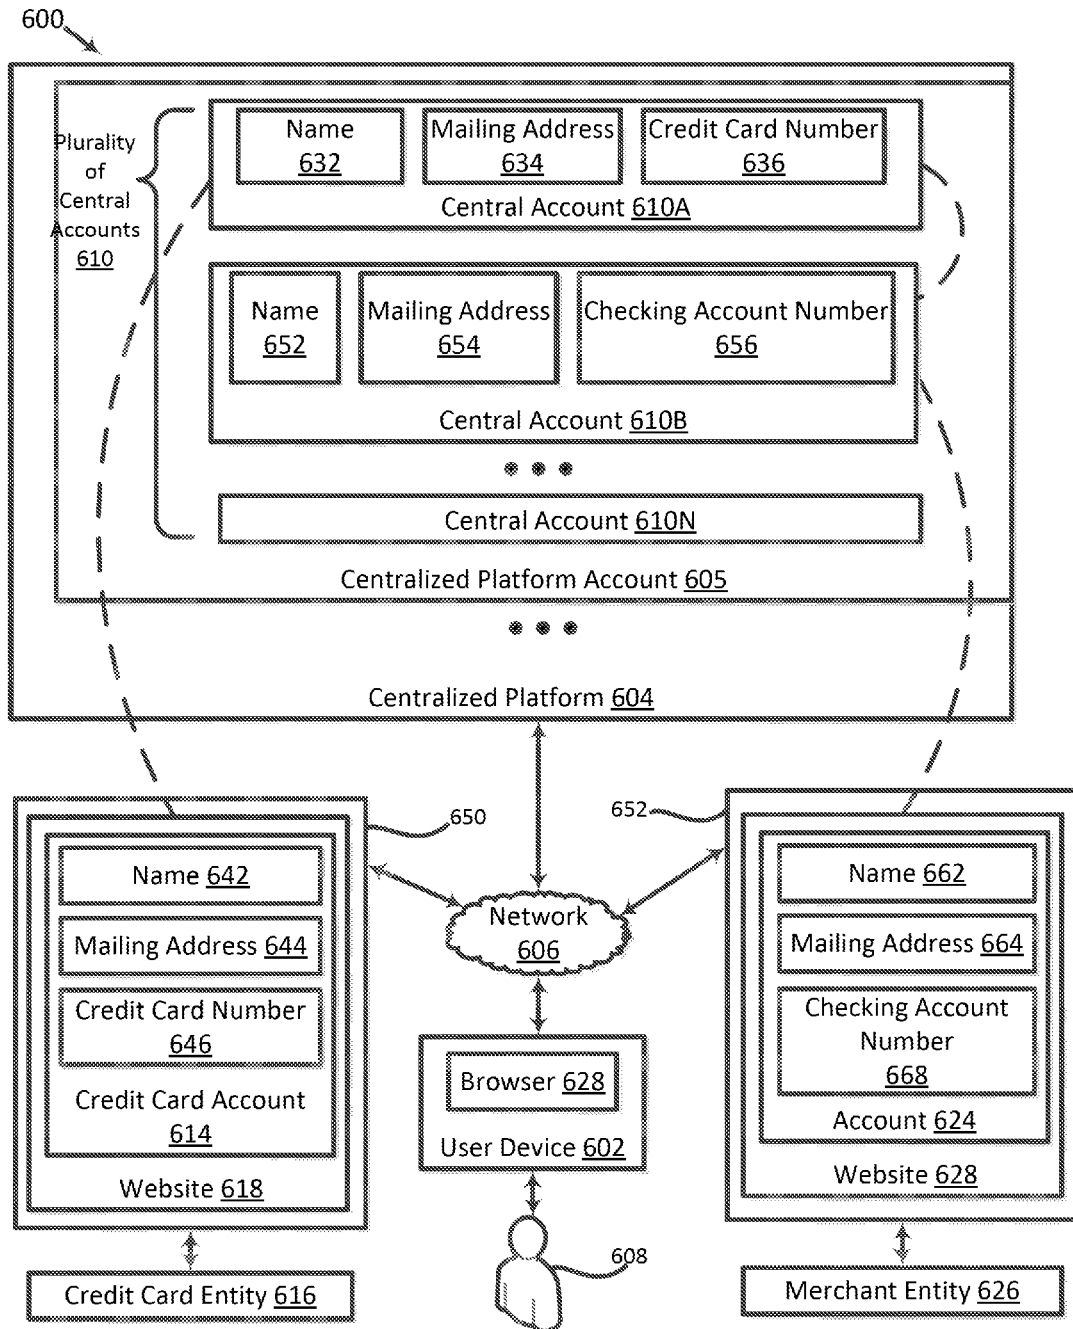 600
Plurality
of
Central
Accounts
610
Name
632
Mailing Address
634
Credit Card Number
636
Central Account 610A
Name
652
Mailing Address
654
Checking Account Number
656
Central Account 610B
Central Account 610N
Centralized Platform Account 605
Centralized Platform 604
650
652
Name 642
Mailing Address 644
Credit Card Number
646
Credit Card Account
614
Website 618
Credit Card Entity 616
Network
606
Browser 628
User Device 602
608
Name 662
Mailing Address 664
Checking Account
Number
668
Account 624
Website 628
Merchant Entity 626